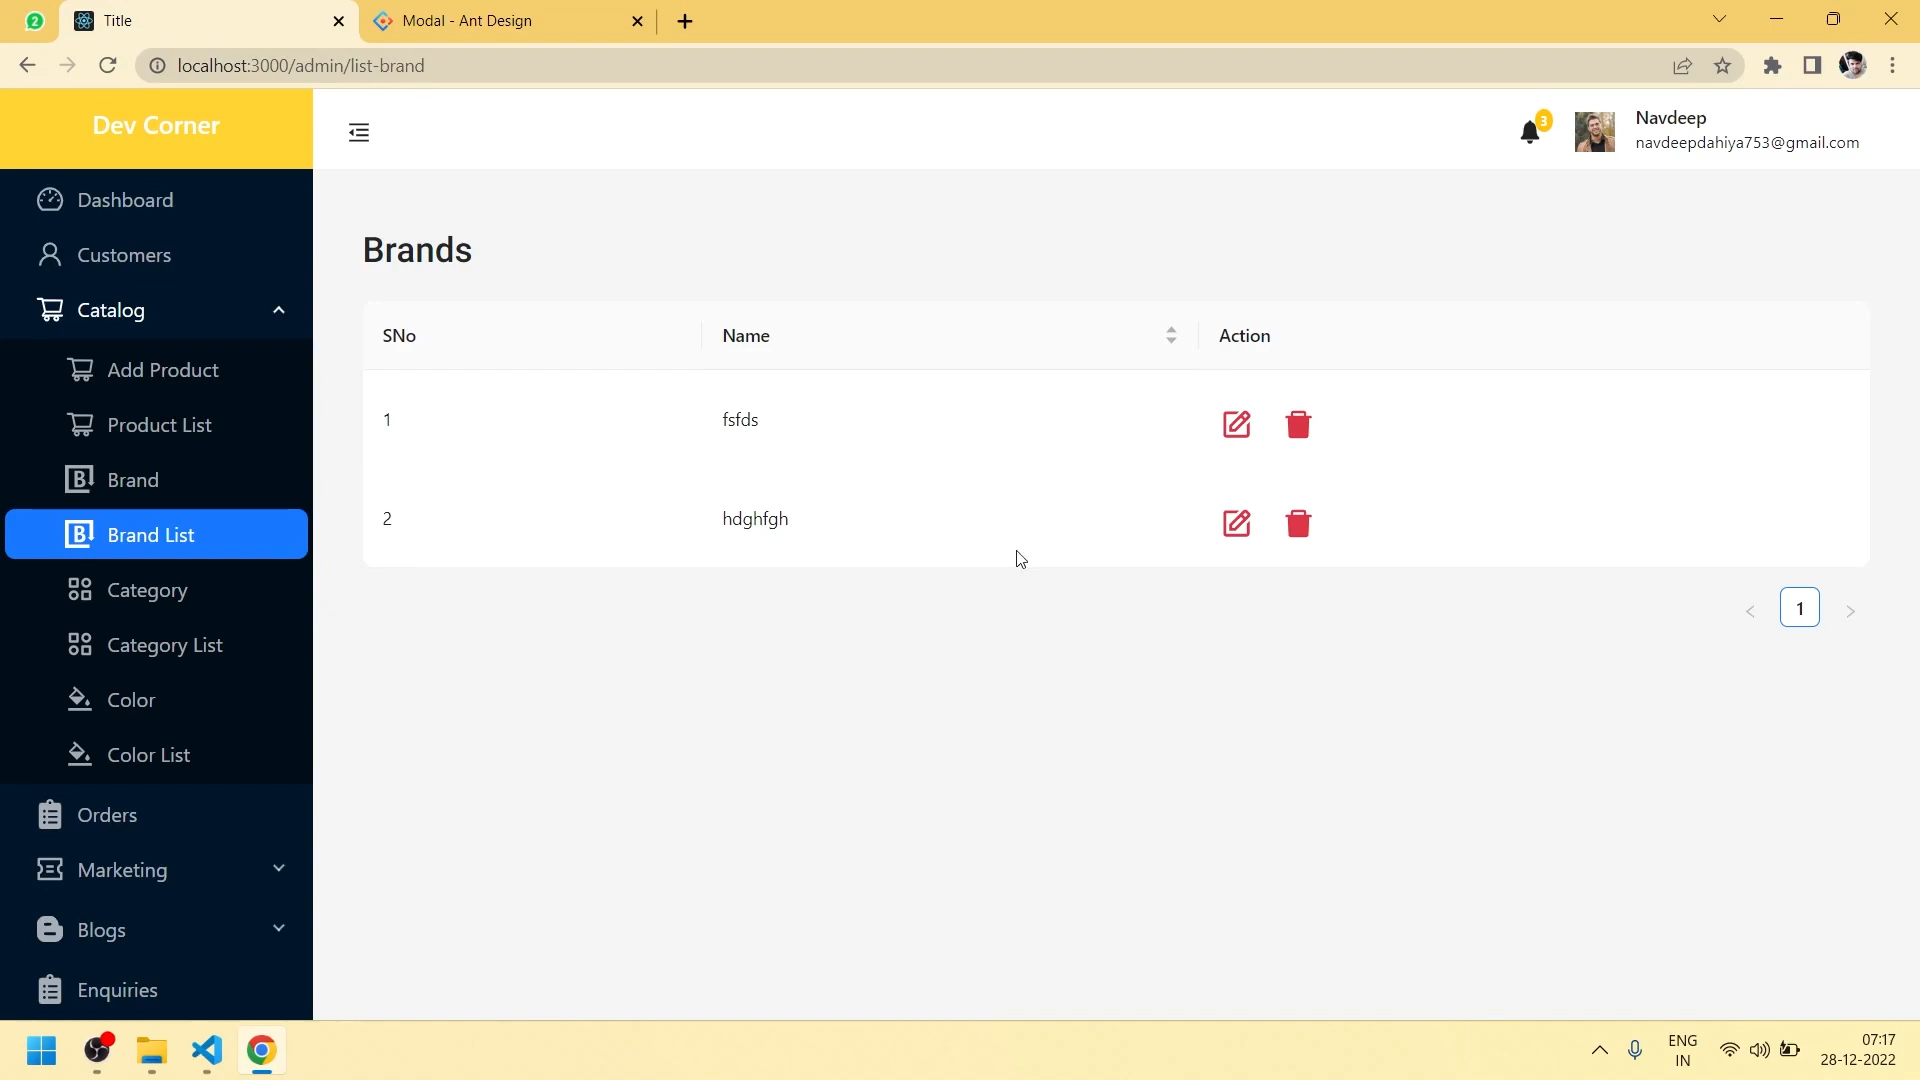 2
Title
Modal - Ant Design
localhost:3000/admin/list-brand
Dev Corner
3
Navdeep
navdeepdahiya753@gmail.com
Dashboard
Customers
Catalog
Add Product
Product List
B
Brand
B
Brand List
Category
Category List
Color
Color List
Orders
Marketing
Blogs
Enquiries
Brands
SNo Name Action
1 fsfds
2 hdghfgh
< 1 >
ENG
IN
07:17
28-12-2022